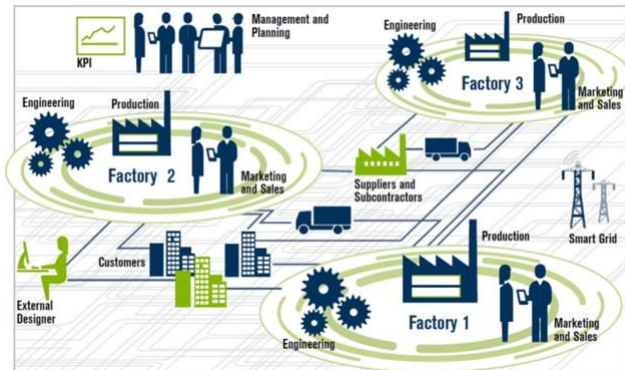 Management and
Planning
KPI
Engineering
Production
Factory 3
Marketing
and Sales
Engineering
Production
Factory 2
Marketing
and Sales
Suppliers and
Subcontractors
Smart Grid
Customers
External
Designer
Production
Engineering
Factory 1
Marketing
and Sales